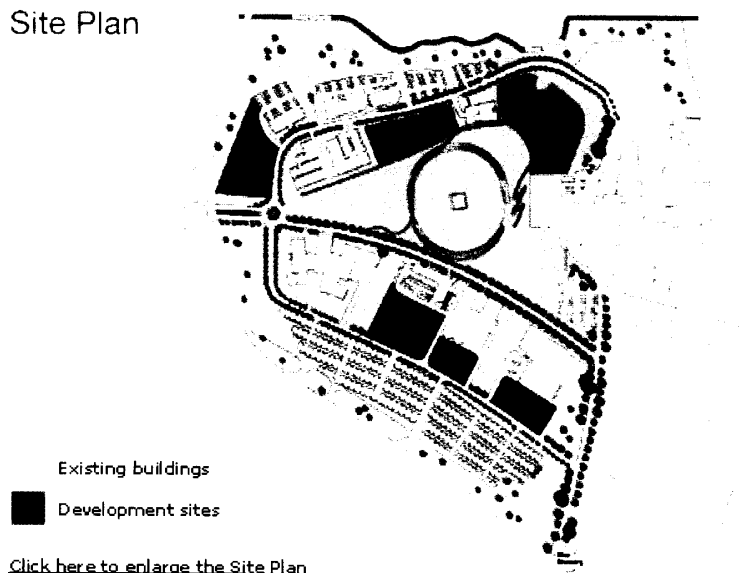 Site Plan
Existing buildings
Development sites
Click here to enlarge the Site Plan